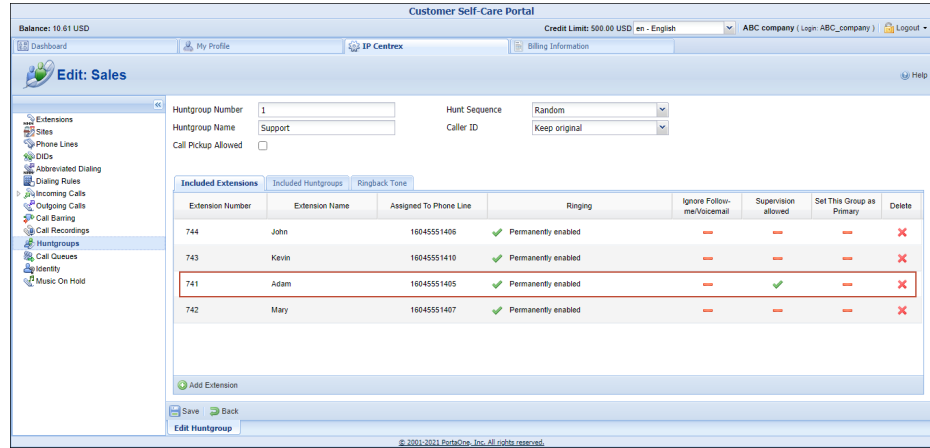 Customer Self-Care Portal
Balance: 10.61 USD
Credit Limit: 500.00 USD en - English ABC company ( Login: ABC_company ) Logout
Dashboard My Profile IP Centrex Billing Information
Edit: Sales Help
Extensions
Sites
Phone Lines
DIDs
Abbreviated Dialing
Dialing Rules
Incoming Calls
Outgoing Calls
Call Barring
Call Recordings
Huntgroups
Call Queues
Identity
Music On Hold
Huntgroup Number 1 Hunt Sequence Random
Huntgroup Name Support Caller ID Keep original
Call Pickup Allowed
Included Extensions Included Huntgroups Ringback Tone
Extension Number Extension Name Assigned To Phone Line Ringing Ignore Follow-me/Voicemail Supervision allowed Set This Group as Primary Delete
744 John 16045551406 Permanently enabled
743 Kevin 16045551410 Permanently enabled
741 Adam 16045551405 Permanently enabled
742 Mary 16045551407 Permanently enabled
Add Extension
Save Back
Edit Huntgroup
© 2001-2021 PortaOne, Inc. All rights reserved.